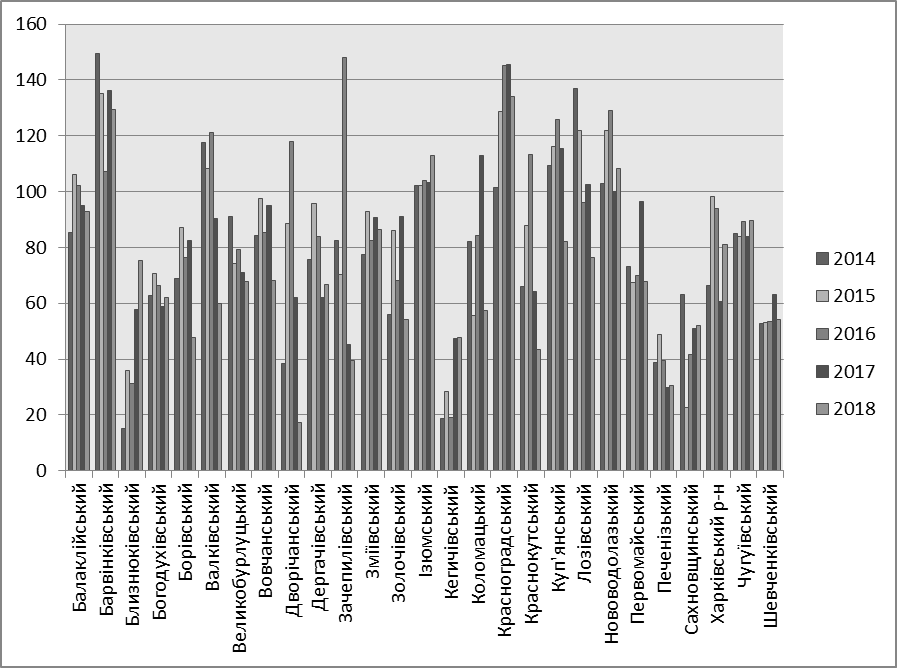 160
140
120
100
80
60
40
20
0
Балаклійський
Барвінківський
Близнюківський
Богодухівський
Борівський
Валківський
Великобурлуцький
Вовчанський
Дворічанський
Дергачівський
Зачепилівський
Зміївський
Золочівський
Ізюмський
Кегичівський
Коломацький
Красноградський
Краснокутський
Куп'янський
Лозівський
Нововодолазький
Первомайський
Печенізький
Сахновщинський
Харківський р-н
Чугуївський
Шевченківський
2014
2015
2016
2017
2018